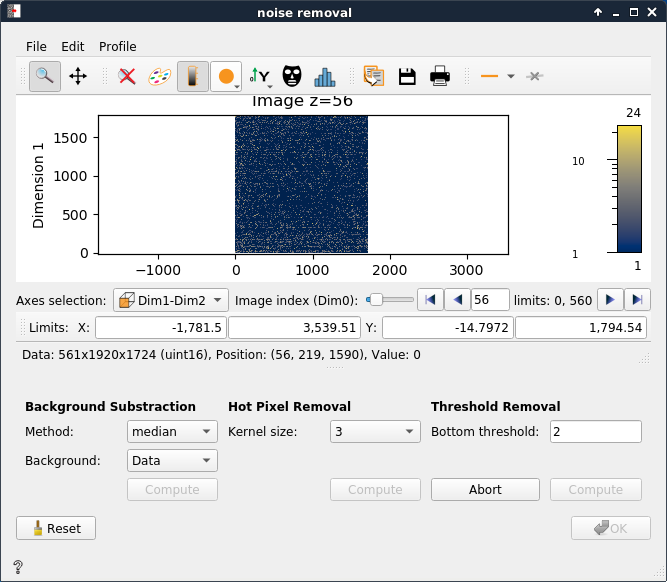 noise removal
File Edit Profile
Image z=56
24
Dimension 1
1500
1000
500
0
10
1
1
−1000 0 1000 2000 3000
Axes selection: Dim1-Dim2 Image index (Dim0): 56 limits: 0, 560
Limits: X: -1,781.5 3,539.51 Y: -14.7972 1,794.54
Data: 561x1920x1724 (uint16), Position: (56, 219, 1590), Value: 0
Background Substraction Hot Pixel Removal Threshold Removal
Method: median Kernel size: 3 Bottom threshold: 2
Background: Data
Compute Compute Abort Compute
Reset OK
?